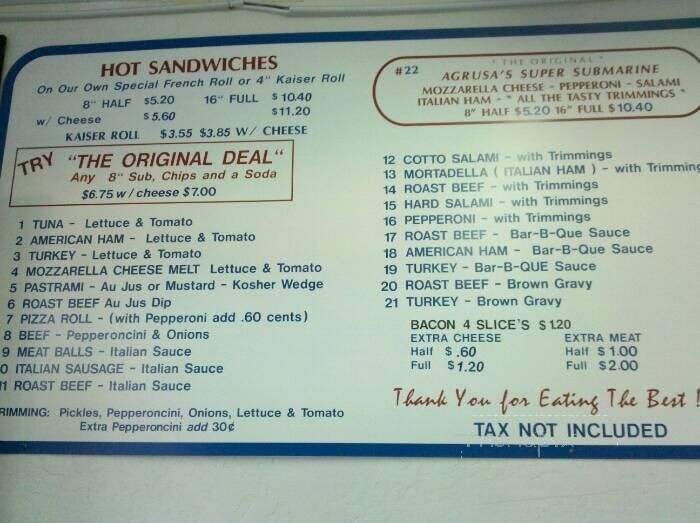 HOT SANDWICHES
On Our Own Special French Roll or 4" Kaiser Roll
8" HALF $5.20 16" FULL $10.40
w/ Cheese $5.60 $11.20
KAISER ROLL $3.55 $3.85 W/ CHEESE
TRY "THE ORIGINAL DEAL"
Any 8" Sub, Chips and a Soda
$6.75 w/cheese $7.00
1 TUNA - Lettuce & Tomato
2 AMERICAN HAM - Lettuce & Tomato
3 TURKEY - Lettuce & Tomato
4 MOZZARELLA CHEESE MELT Lettuce & Tomato
5 PASTRAMI - Au Jus or Mustard - Kosher Wedge
6 ROAST BEEF Au Jus Dip
7 PIZZA ROLL - (with Pepperoni add .60 cents)
8 BEEF - Pepperoncini & Onions
9 MEAT BALLS - Italian Sauce
0 ITALIAN SAUSAGE - Italian Sauce
1 ROAST BEEF - Italian Sauce
RIMMING: Pickles, Pepperoncini, Onions, Lettuce & Tomato
Extra Pepperoncini add 30¢
" THE ORIGINAL "
#22 AGRUSA'S SUPER SUBMARINE
MOZZARELLA CHEESE - PEPPERONI - SALAMI
ITALIAN HAM - " ALL THE TASTY TRIMMINGS "
8" HALF $5.20 16" FULL $10.40
12 COTTO SALAMI - with Trimmings
13 MORTADELLA ( ITALIAN HAM ) - with Trimming
14 ROAST BEEF - with Trimmings
15 HARD SALAMI - with Trimmings
16 PEPPERONI - with Trimmings
17 ROAST BEEF - Bar-B-Que Sauce
18 AMERICAN HAM - Bar-B-Que Sauce
19 TURKEY - Bar-B-QUE Sauce
20 ROAST BEEF - Brown Gravy
21 TURKEY - Brown Gravy
BACON 4 SLICE'S $1.20
EXTRA CHEESE EXTRA MEAT
Half $.60 Half $1.00
Full $1.20 Full $2.00
Thank You for Eating The Best !
TAX NOT INCLUDED